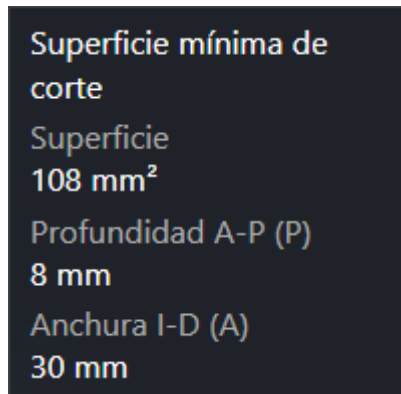 Superficie mínima de
corte
Superficie
108 mm²
Profundidad A-P (P)
8 mm
Anchura I-D (A)
30 mm